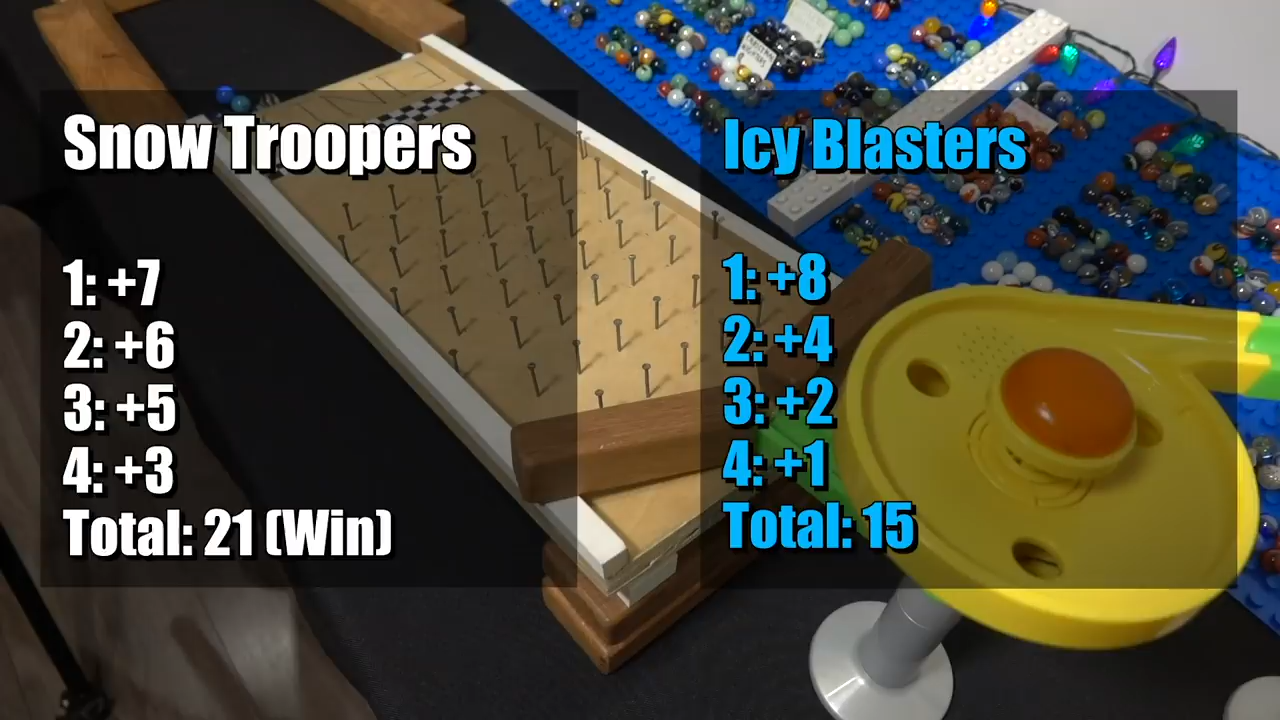 Snow Troopers
1: +7
2: +6
3: +5
4: +3
Total: 21 (Win)
Icy Blasters
1: +8
2: +4
3: +2
4: +1
Total: 15
FINI